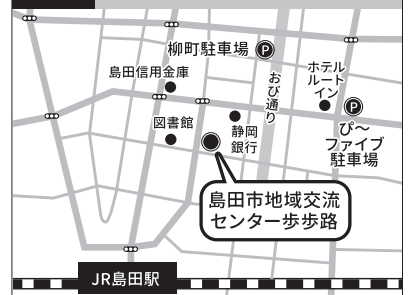 柳町駐車場
P
島田信用金庫
ホテル
ルート
イン
おび通り
P
図書館
静岡
銀行
ぴ〜
ファイブ
駐車場
島田市地域交流
センター歩歩路
JR島田駅